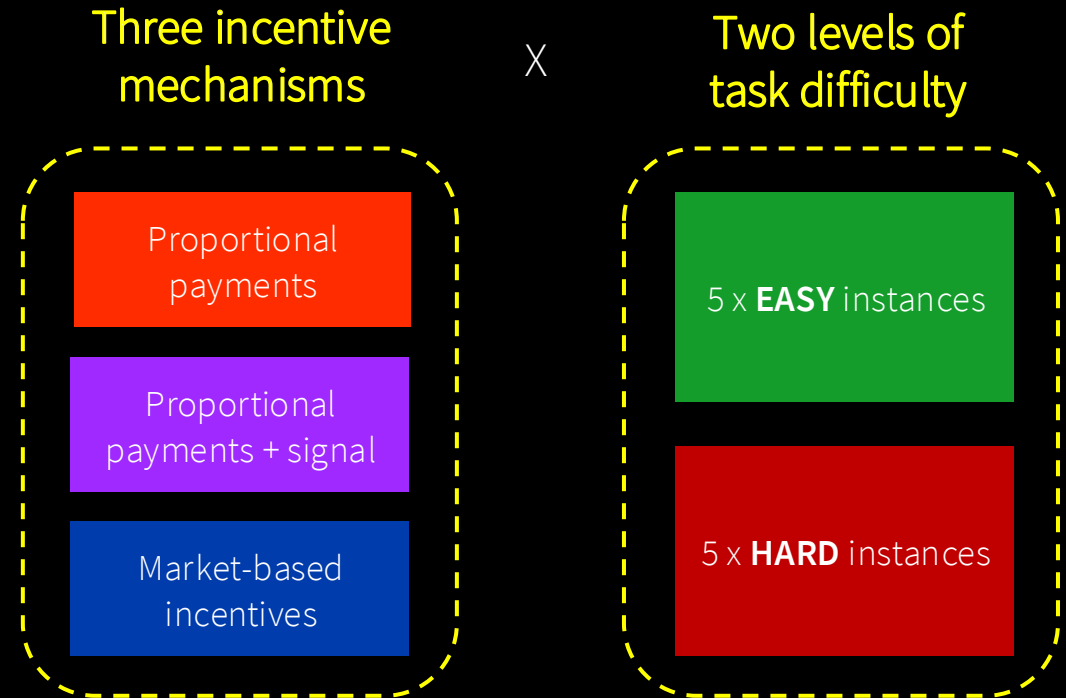 Three incentive
mechanisms
X
Two levels of
task difficulty
Proportional
payments
Proportional
payments + signal
Market-based
incentives
5 x EASY instances
5 x HARD instances